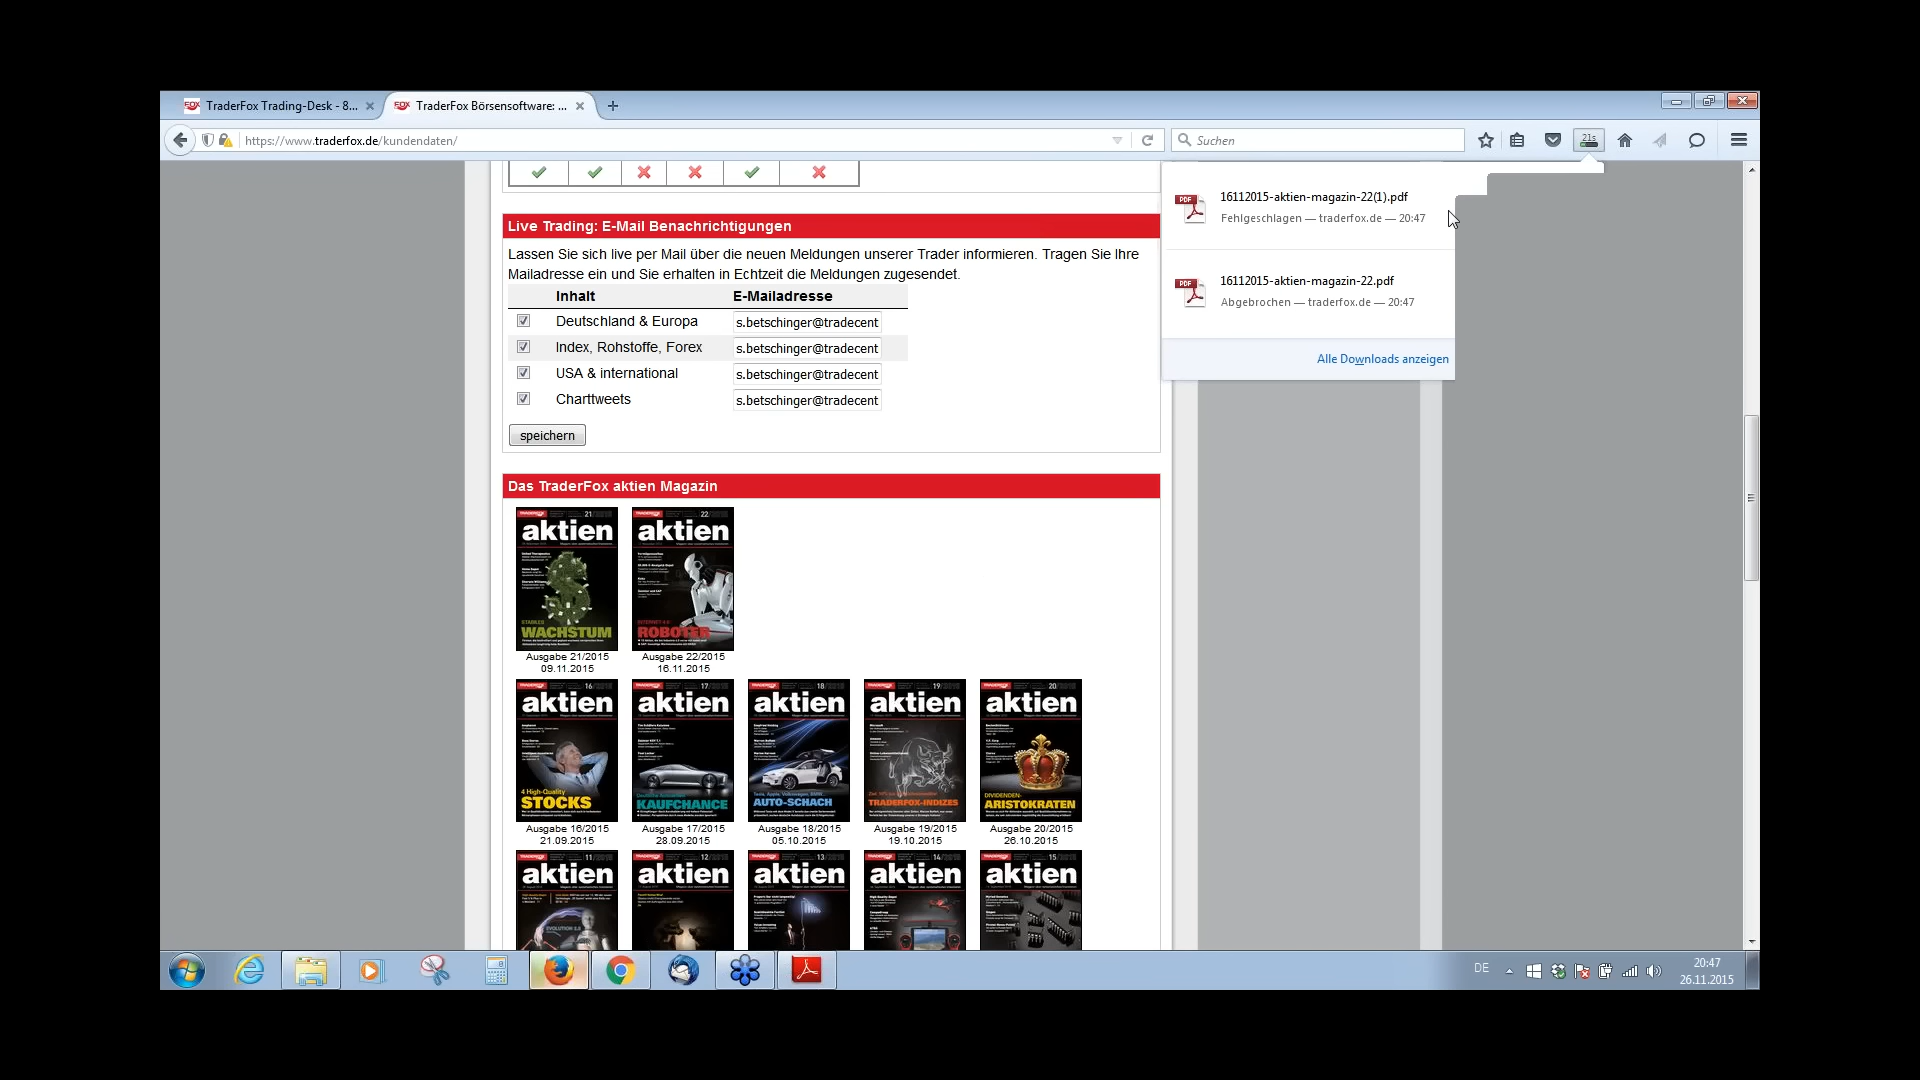 TraderFox Trading-Desk - 8...
TraderFox Börsensoftware: ...
https://www.traderfox.de/kundendaten/
Suchen
21s
16112015-aktien-magazin-22(1).pdf
Fehlgeschlagen — traderfox.de — 20:47
16112015-aktien-magazin-22.pdf
Abgebrochen — traderfox.de — 20:47
Alle Downloads anzeigen
Live Trading: E-Mail Benachrichtigungen
Lassen Sie sich live per Mail über die neuen Meldungen unserer Trader informieren. Tragen Sie Ihre
Mailadresse ein und Sie erhalten in Echtzeit die Meldungen zugesendet.
Inhalt E-Mailadresse
Deutschland & Europa s.betschinger@tradecent
Index, Rohstoffe, Forex s.betschinger@tradecent
USA & international s.betschinger@tradecent
Charttweets s.betschinger@tradecent
speichern
Das TraderFox aktien Magazin
aktien aktien
WACHSTUM ROBOTER
Ausgabe 21/2015 Ausgabe 22/2015
09.11.2015 16.11.2015
aktien aktien aktien aktien aktien
4 High-Quality DIVIDENDEN-
STOCKS KAUFCHANCE AUTO-SCHACH TRADERFOX-INDIZES ARISTOKRATEN
Ausgabe 16/2015 Ausgabe 17/2015 Ausgabe 18/2015 Ausgabe 19/2015 Ausgabe 20/2015
21.09.2015 28.09.2015 05.10.2015 19.10.2015 26.10.2015
aktien aktien aktien aktien aktien
DE
20:47
26.11.2015